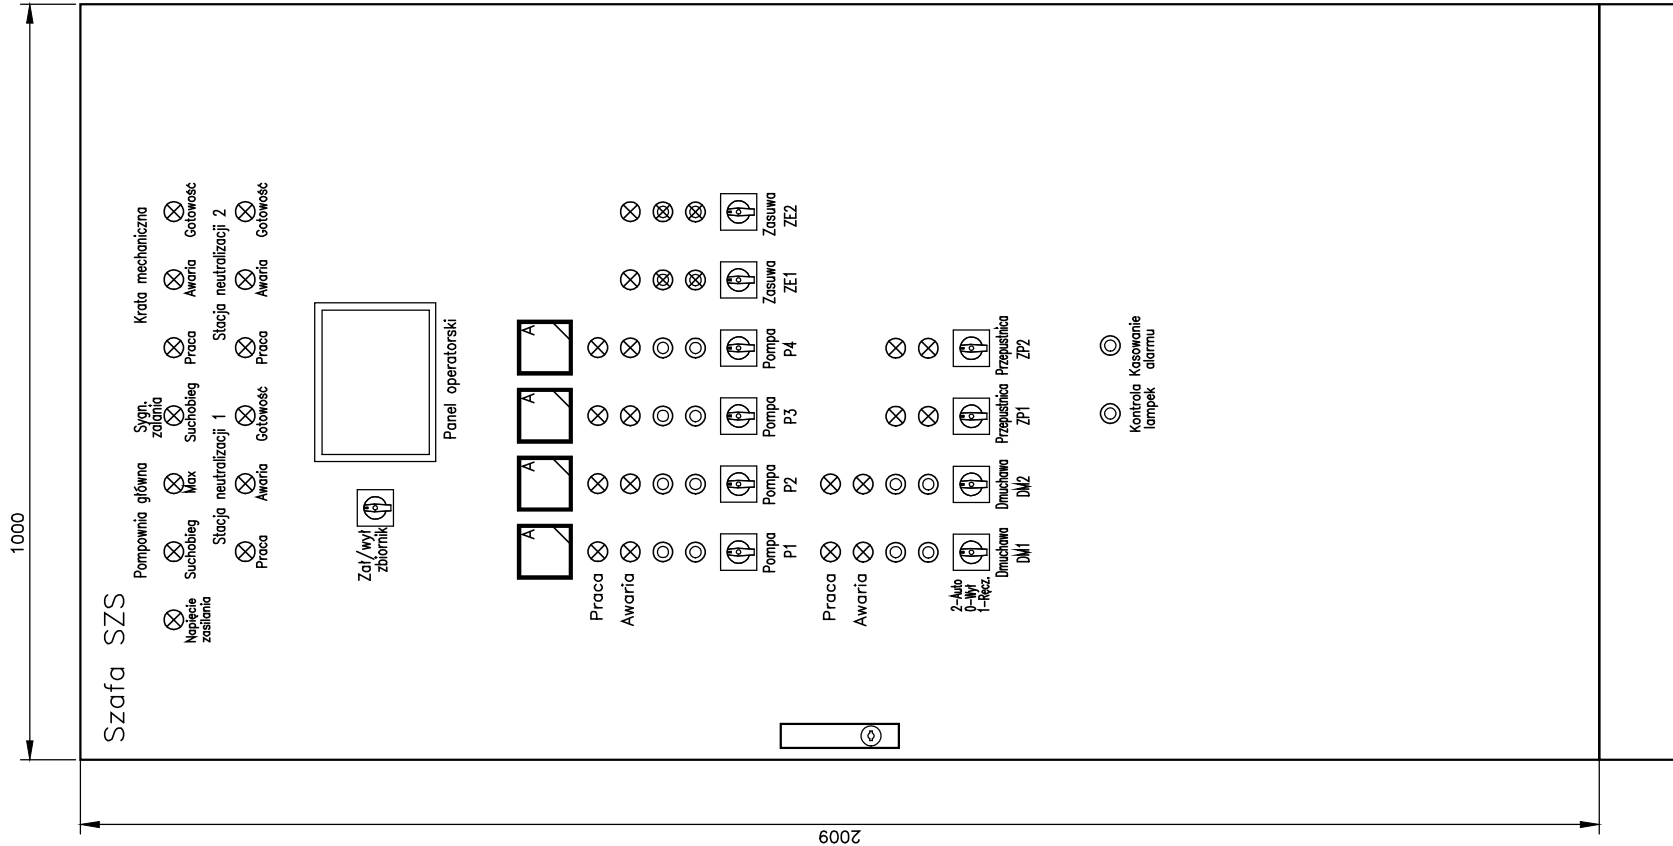 Szafa SZS
1000
2009
Pompownia główna
Sygn.
zalania
Krata mechaniczna
Napięcie
zasilania
Suchobieg
Max
Suchobieg
Praca
Awaria
Gotowość
Stacja neutralizacji 1
Stacja neutralizacji 2
Praca
Awaria
Gotowość
Praca
Awaria
Gotowość
Zał/wył
zbiornik
Panel operatorski
A
A
A
A
Praca
Awaria
Pompa
P1
Pompa
P2
Pompa
P3
Pompa
P4
Zasuwa
ZE1
Zasuwa
ZE2
Praca
Awaria
2-Auto
0-Wył
1-Ręcz.
Dmuchawa
DM1
Dmuchawa
DM2
Przepustnica
ZP1
Przepustnica
ZP2
Kontrola
lampek
Kasowanie
alarmu